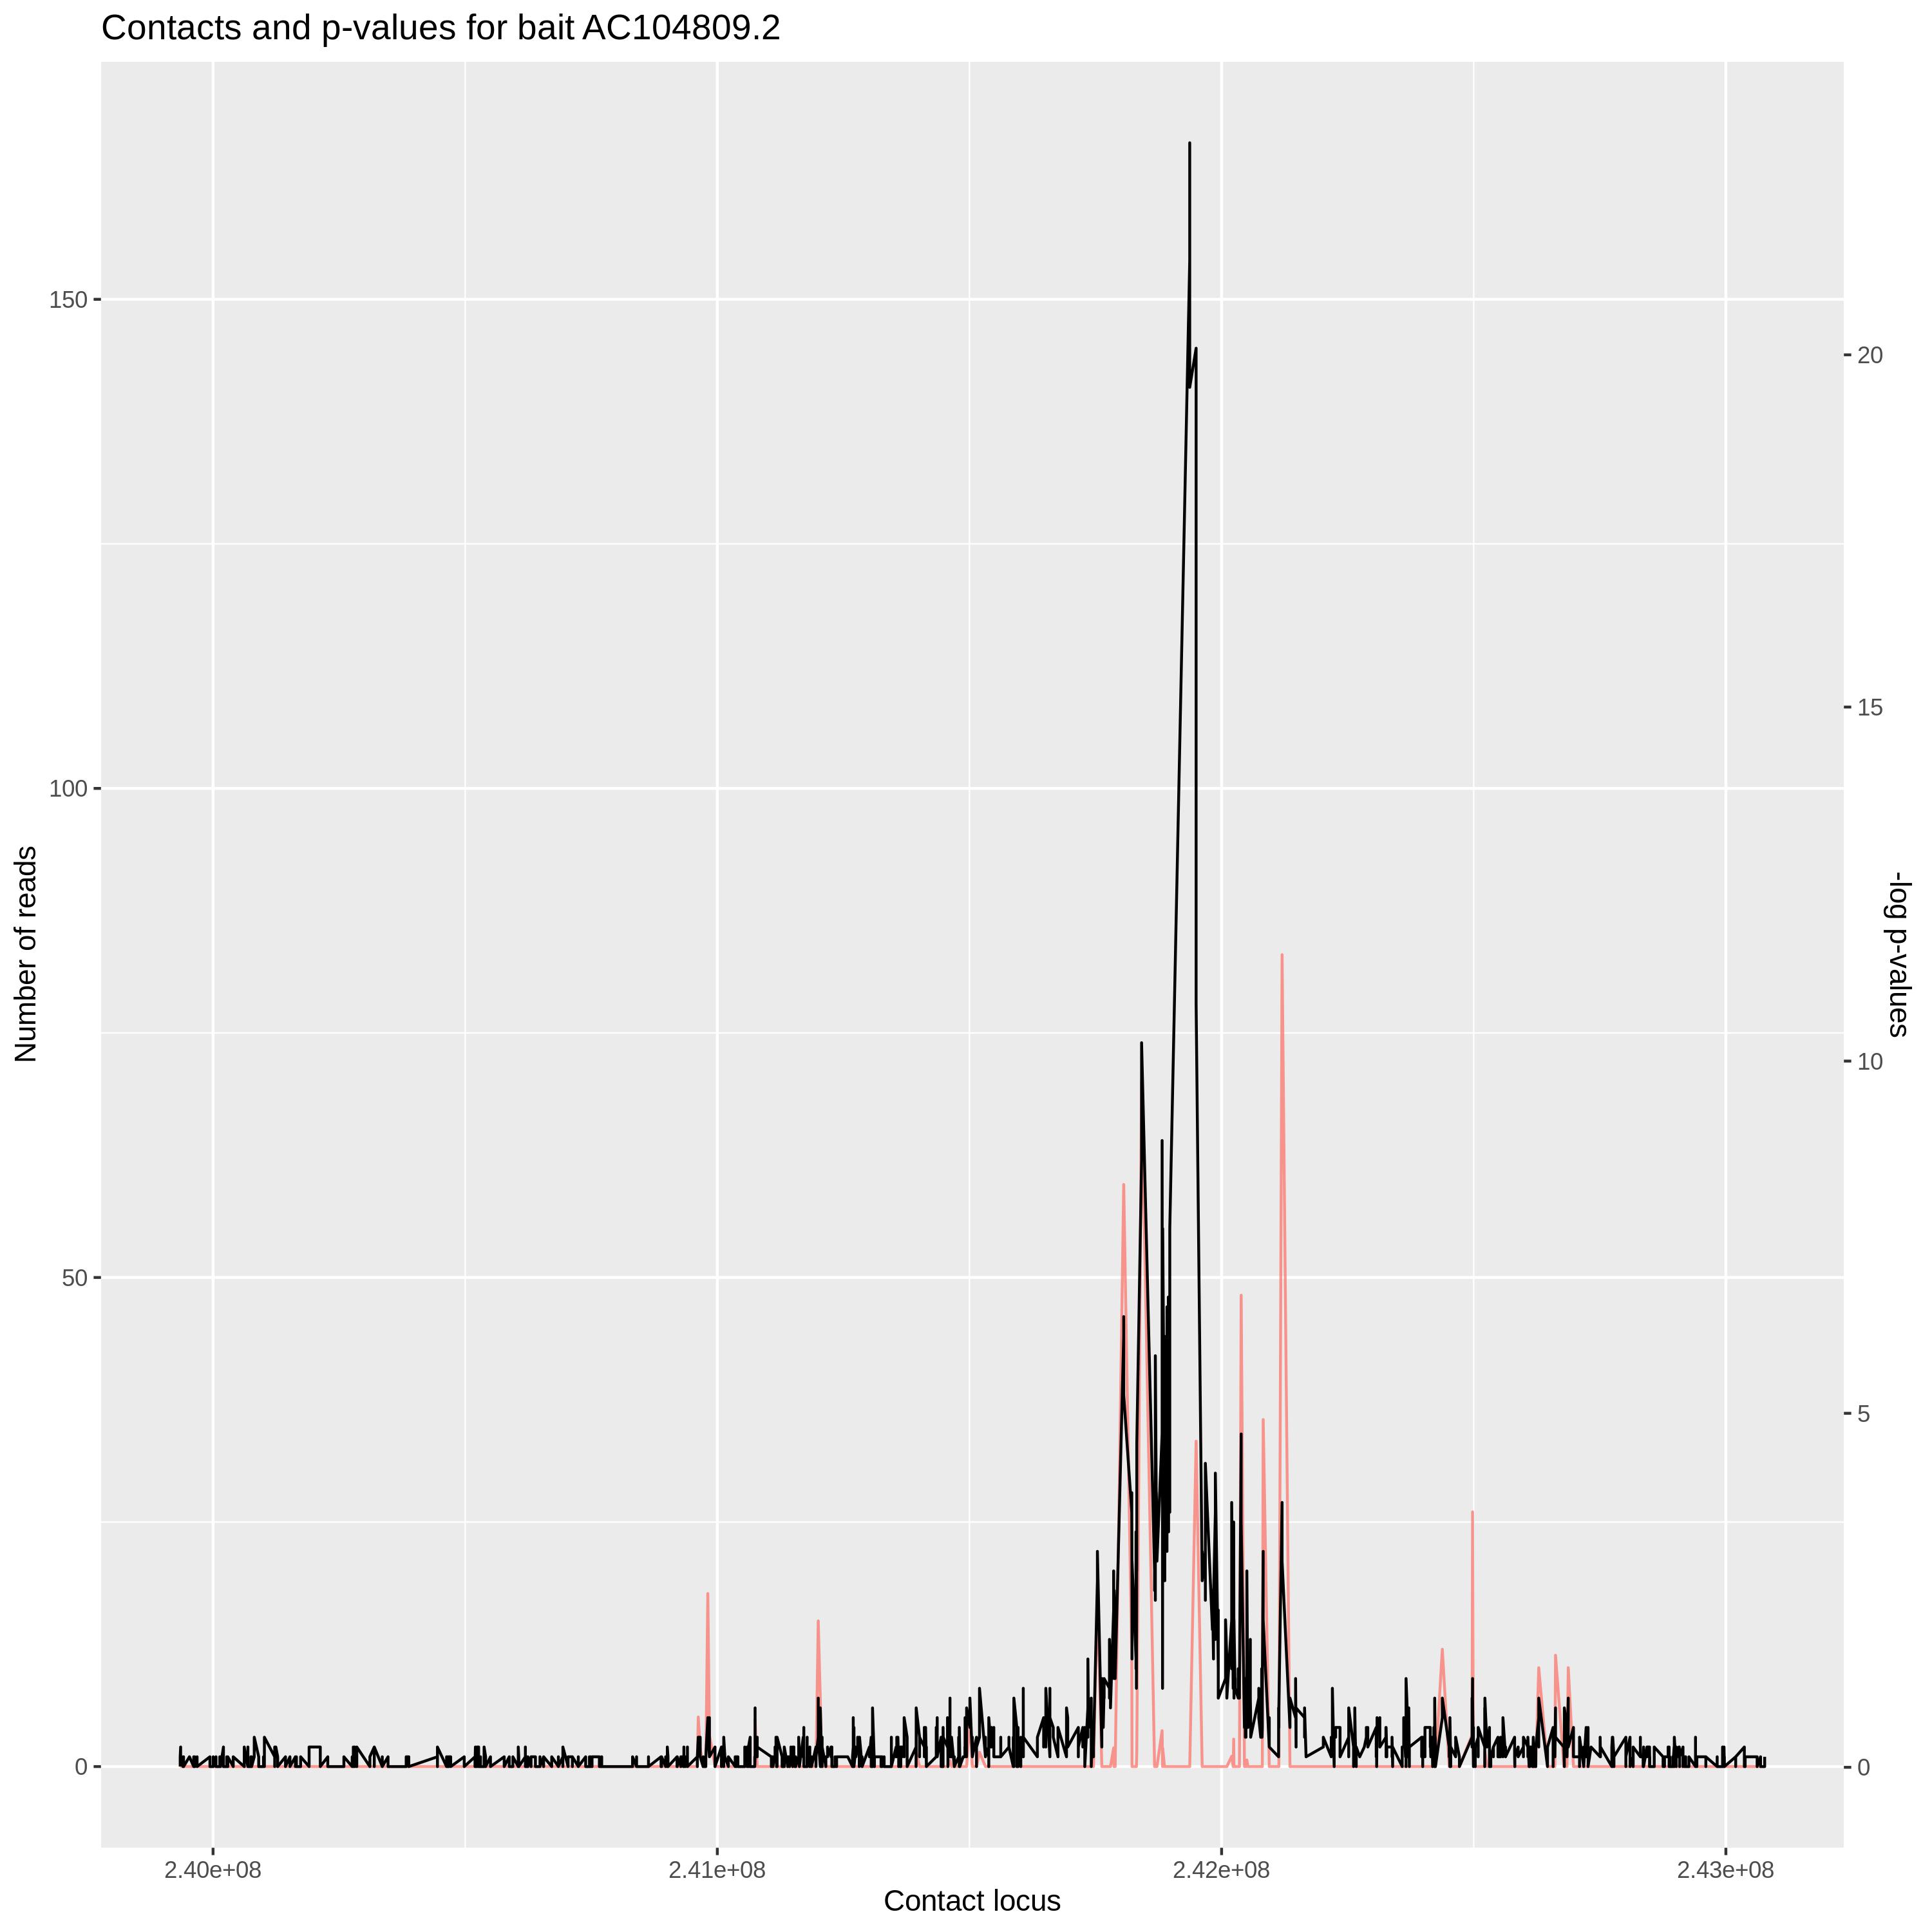 Contacts and p-values for bait AC104809.2
150
100
50
0
Number of reads
20
15
10
5
0
-log p-values
2.40e+08
2.41e+08
2.42e+08
2.43e+08
Contact locus